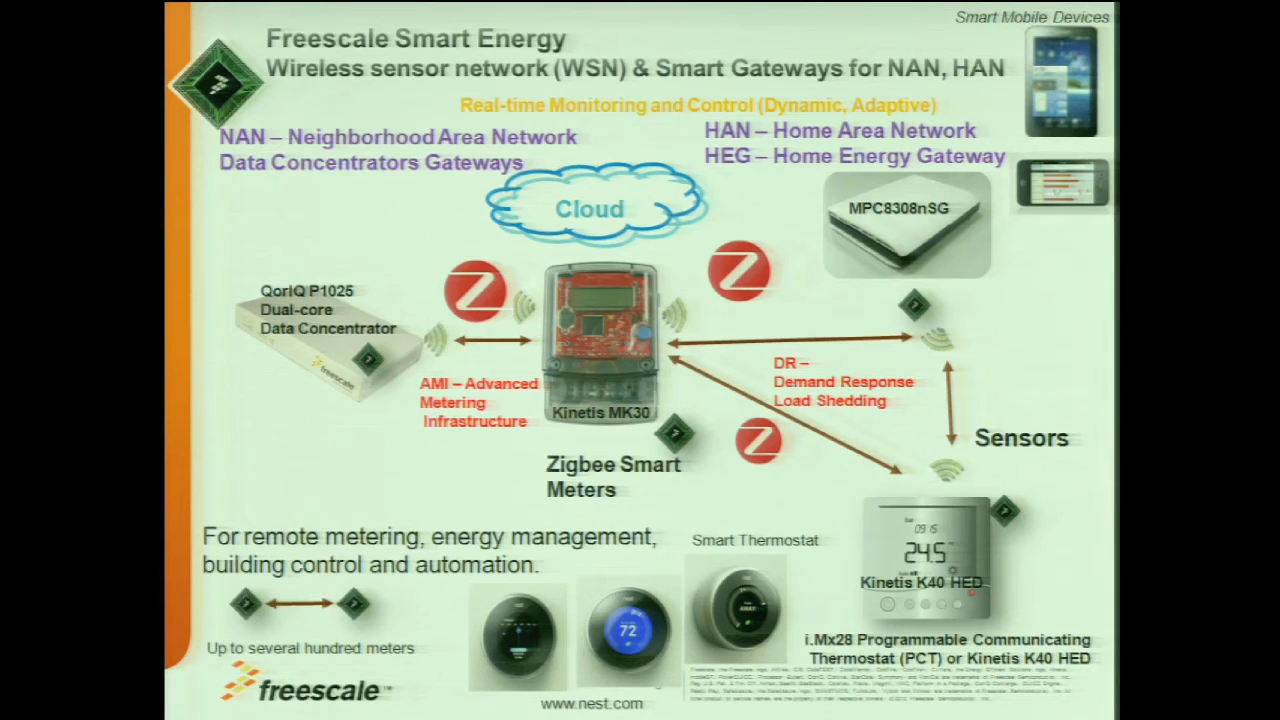 Smart Mobile Devices
Freescale Smart Energy
Wireless sensor network (WSN) & Smart Gateways for NAN, HAN
Real-time Monitoring and Control (Dynamic, Adaptive)
NAN – Neighborhood Area Network
Data Concentrators Gateways
HAN – Home Area Network
HEG – Home Energy Gateway
Cloud
MPC8308nSG
QorIQ P1025
Dual-core
Data Concentrator
freescale
AMI – Advanced
Metering
Infrastructure
Kinetis MK30
DR –
Demand Response
Load Shedding
Sensors
Zigbee Smart
Meters
For remote metering, energy management,
building control and automation.
Up to several hundred meters
Smart Thermostat
72
AWAY
09:15
24.5
Kinetis K40 HED
i.Mx28 Programmable Communicating
Thermostat (PCT) or Kinetis K40 HED
freescale™
www.nest.com